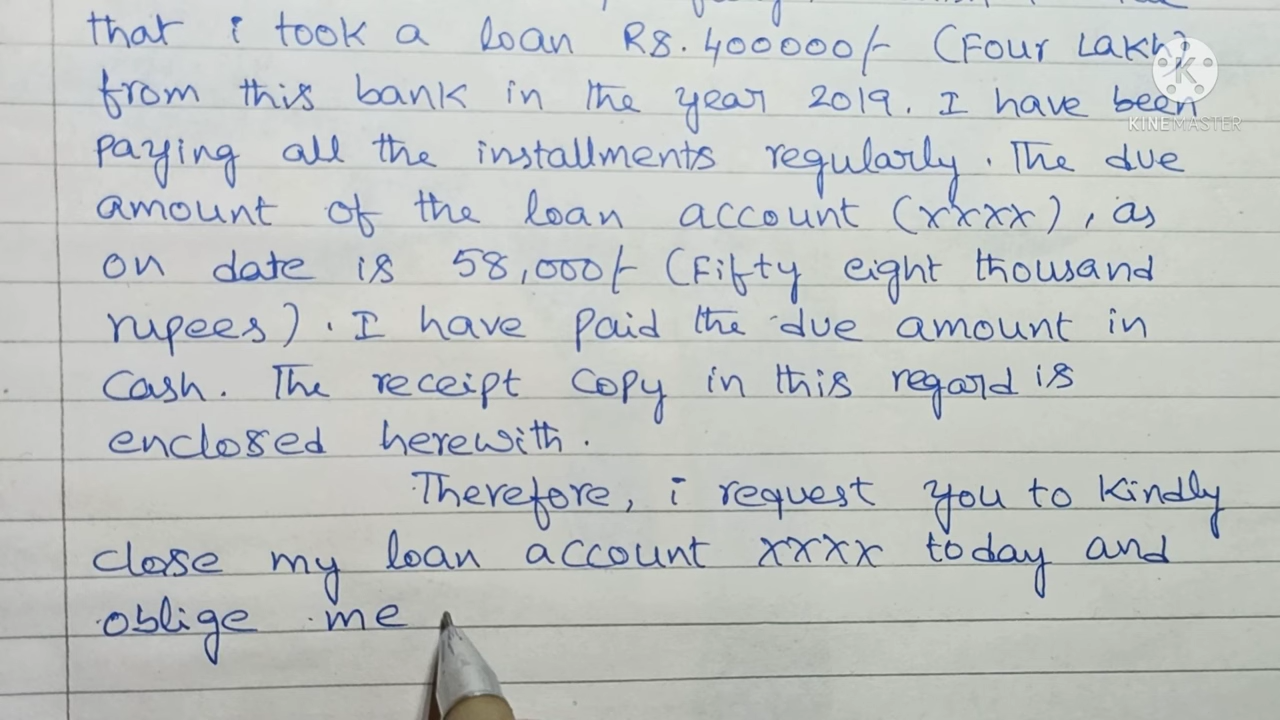 that i took a loan Rs. 400000/- (Four Lakh)
from this bank in the year 2019. I have been
paying all the installments regularly. The due
amount of the loan account (xxxx), as
on date is 58,000/- (Fifty eight thousand
rupees). I have paid the due amount in
cash. The receipt copy in this regard is
enclosed herewith.
Therefore, i request you to kindly
close my loan account xxxx today and
oblige me
K
KINEMASTER